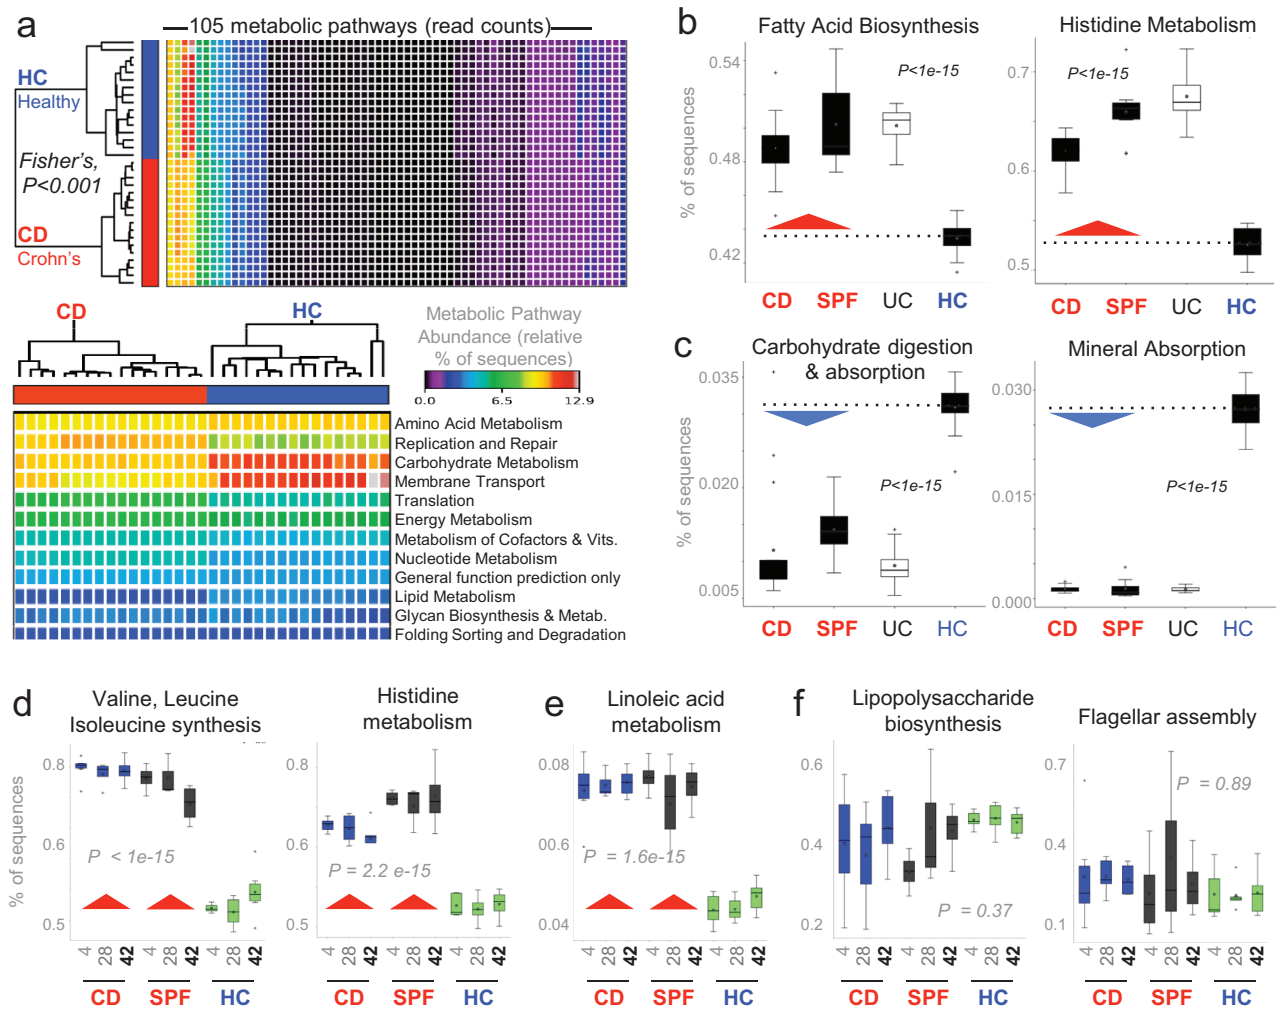 a
105 metabolic pathways (read counts)
HC
Healthy
Fisher's,
P<0.001
CD
Crohn's
CD
HC
Metabolic Pathway
Abundance (relative
% of sequences)
0.0 6.5 12.9
Amino Acid Metabolism
Replication and Repair
Carbohydrate Metabolism
Membrane Transport
Translation
Energy Metabolism
Metabolism of Cofactors & Vits.
Nucleotide Metabolism
General function prediction only
Lipid Metabolism
Glycan Biosynthesis & Metab.
Folding Sorting and Degradation
b
Fatty Acid Biosynthesis
% of sequences
0.54
0.48
0.42
P<1e-15
CD SPF UC HC
Histidine Metabolism
0.7
0.6
0.5
P<1e-15
CD SPF UC HC
c
Carbohydrate digestion
& absorption
% of sequences
0.035
0.020
0.005
P<1e-15
CD SPF UC HC
Mineral Absorption
0.030
0.015
0.000
P<1e-15
CD SPF UC HC
d
Valine, Leucine
Isoleucine synthesis
% of sequences
0.8
0.6
0.5
P < 1e-15
4 28 42 4 28 42 4 28 42
CD SPF HC
Histidine
metabolism
0.8
0.6
0.5
P = 2.2 e-15
4 28 42 4 28 42 4 28 42
CD SPF HC
e
Linoleic acid
metabolism
0.08
0.06
0.04
P = 1.6e-15
4 28 42 4 28 42 4 28 42
CD SPF HC
f
Lipopolysaccharide
biosynthesis
0.6
0.4
0.2
P = 0.37
4 28 42 4 28 42 4 28 42
CD SPF HC
Flagellar assembly
0.7
0.4
0.1
P = 0.89
4 28 42 4 28 42 4 28 42
CD SPF HC